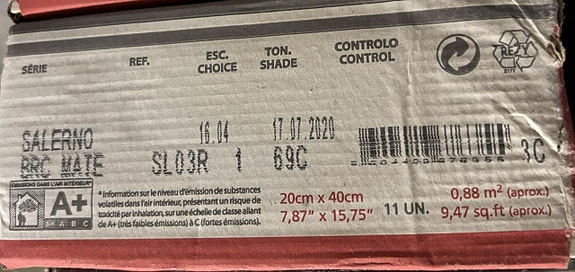 SÉRIE REF. ESC. CHOICE TON. SHADE CONTROLO CONTROL
RE
2177
16.04 17.07.2020
SALERNO
BRC MATE SL03R 1 69C 3C
ÉMISSIONS DANS L'AIR INTÉRIEUR*
A+
A+ A B C
*Information sur le niveau d'émission de substances
volatiles dans l'air intérieur, présentant un risque de
toxicité par inhalation, sur une échelle de classe allant
de A+ (très faibles émissions) à C (fortes émissions).
20cm x 40cm
7,87" x 15,75"
11 UN.
0,88 m² (aprox.)
9,47 sq.ft (aprox.)